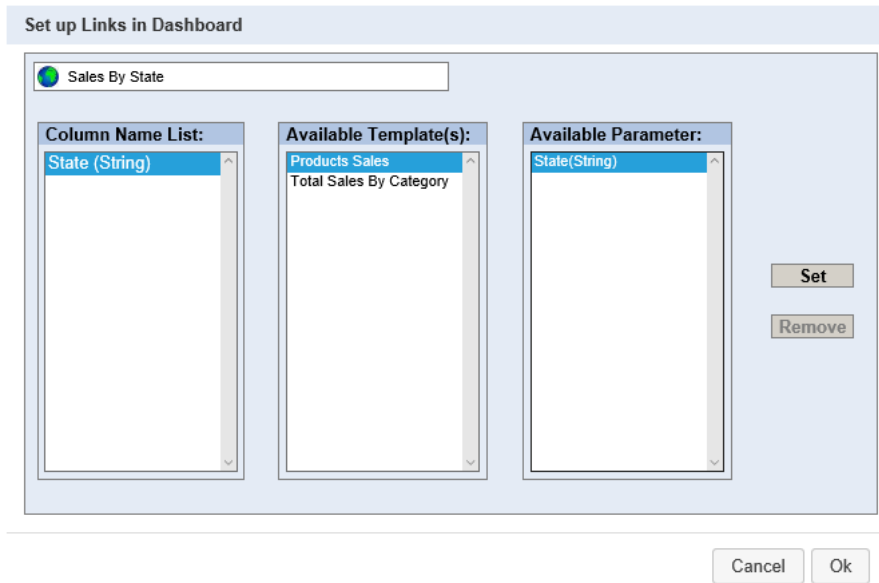 Set up Links in Dashboard
Sales By State
Column Name List:
State (String)
Available Template(s):
Products Sales
Total Sales By Category
Available Parameter:
State(String)
Set
Remove
Cancel
Ok